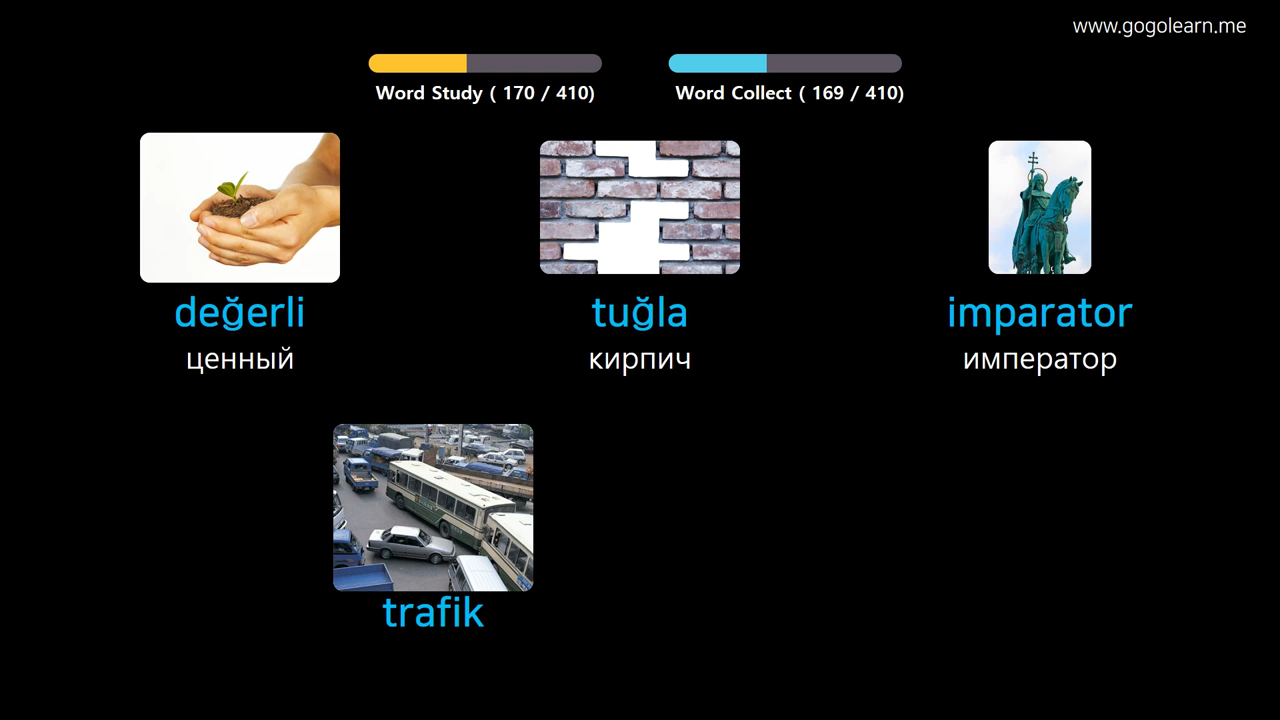 www.gogolearn.me
Word Study ( 170 / 410)
Word Collect ( 169 / 410)
değerli
tuğla
imparator
ценный
кирпич
император
trafik